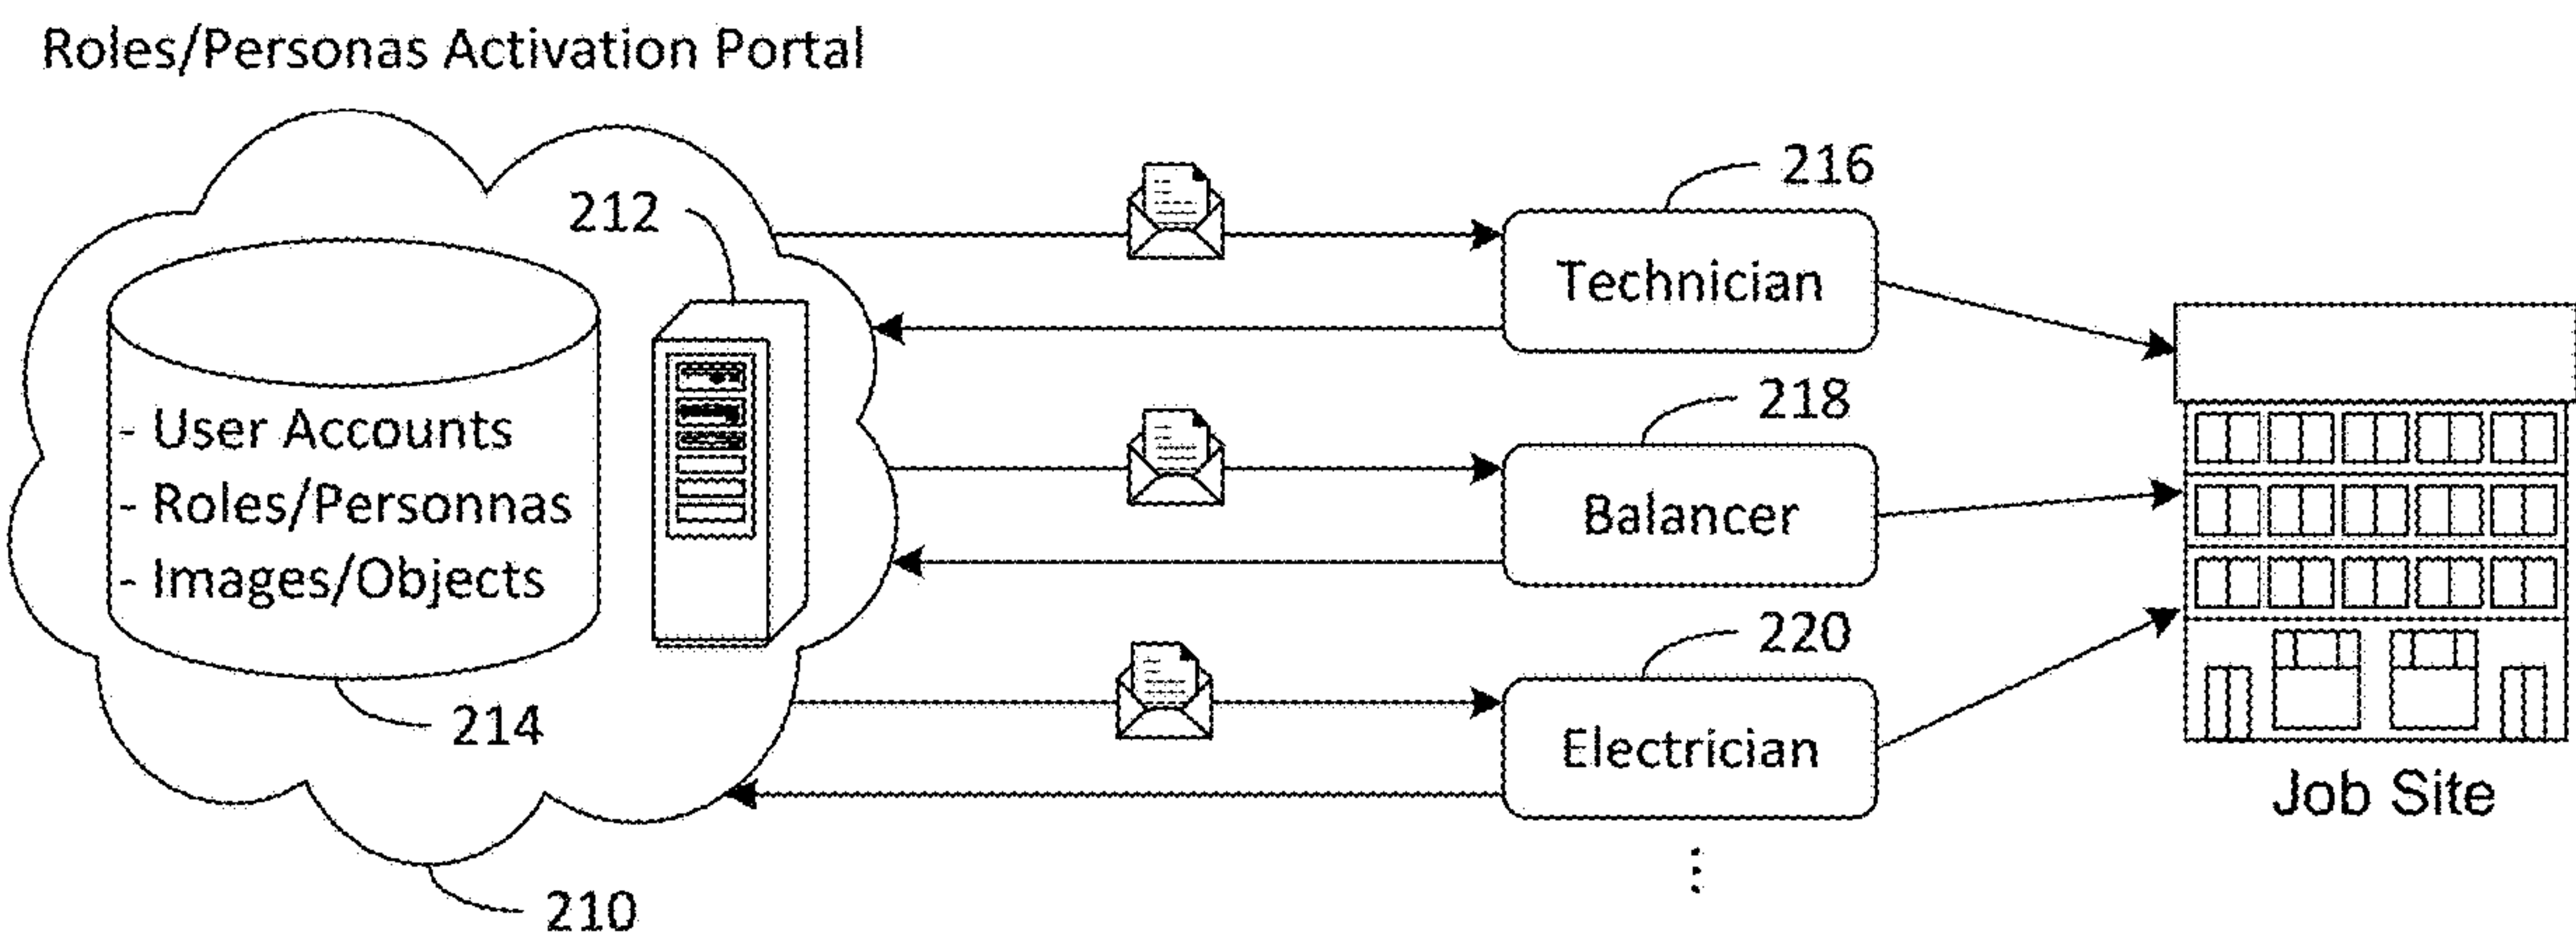 Roles/Personas Activation Portal
212
- User Accounts
- Roles/Personnas
- Images/Objects
214
210
216
Technician
218
Balancer
220
Electrician
Job Site